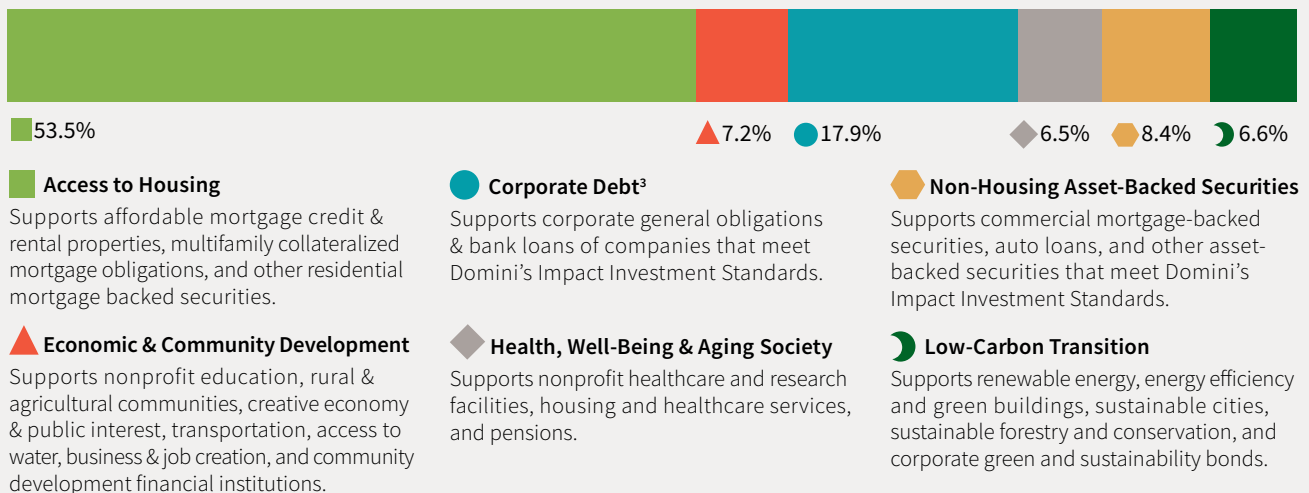 53.5%
7.2%
17.9%
6.5%
8.4%
6.6%
Access to Housing
Supports affordable mortgage credit &
rental properties, multifamily collateralized
mortgage obligations, and other residential
mortgage backed securities.
Economic & Community Development
Supports nonprofit education, rural &
agricultural communities, creative economy
& public interest, transportation, access to
water, business & job creation, and community
development financial institutions.
Corporate Debt³
Supports corporate general obligations
& bank loans of companies that meet
Domini’s Impact Investment Standards.
Health, Well-Being & Aging Society
Supports nonprofit healthcare and research
facilities, housing and healthcare services,
and pensions.
Non-Housing Asset-Backed Securities
Supports commercial mortgage-backed
securities, auto loans, and other asset-
backed securities that meet Domini’s
Impact Investment Standards.
Low-Carbon Transition
Supports renewable energy, energy efficiency
and green buildings, sustainable cities,
sustainable forestry and conservation, and
corporate green and sustainability bonds.